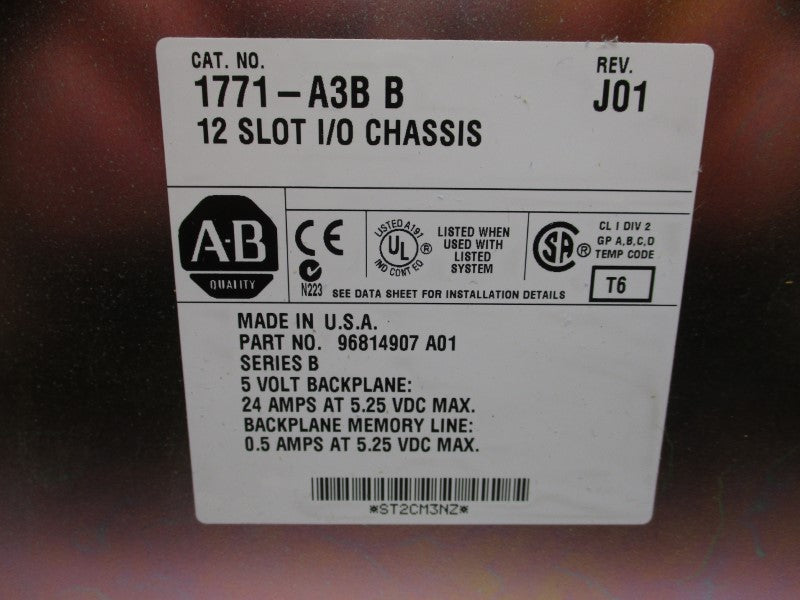 CAT. NO.
REV.
1771-A3B B
J01
12 SLOT I/O CHASSIS
A-B
QUALITY
CE
N223
LISTED A191
UL
®
IND CONT EQ
LISTED WHEN
USED WITH
LISTED
SYSTEM
SA
®
CL I DIV 2
GP A,B,C,D
TEMP CODE
T6
SEE DATA SHEET FOR INSTALLATION DETAILS
MADE IN U.S.A.
PART NO. 96814907 A01
SERIES B
5 VOLT BACKPLANE:
24 AMPS AT 5.25 VDC MAX.
BACKPLANE MEMORY LINE:
0.5 AMPS AT 5.25 VDC MAX.
*ST2CM3NZ*